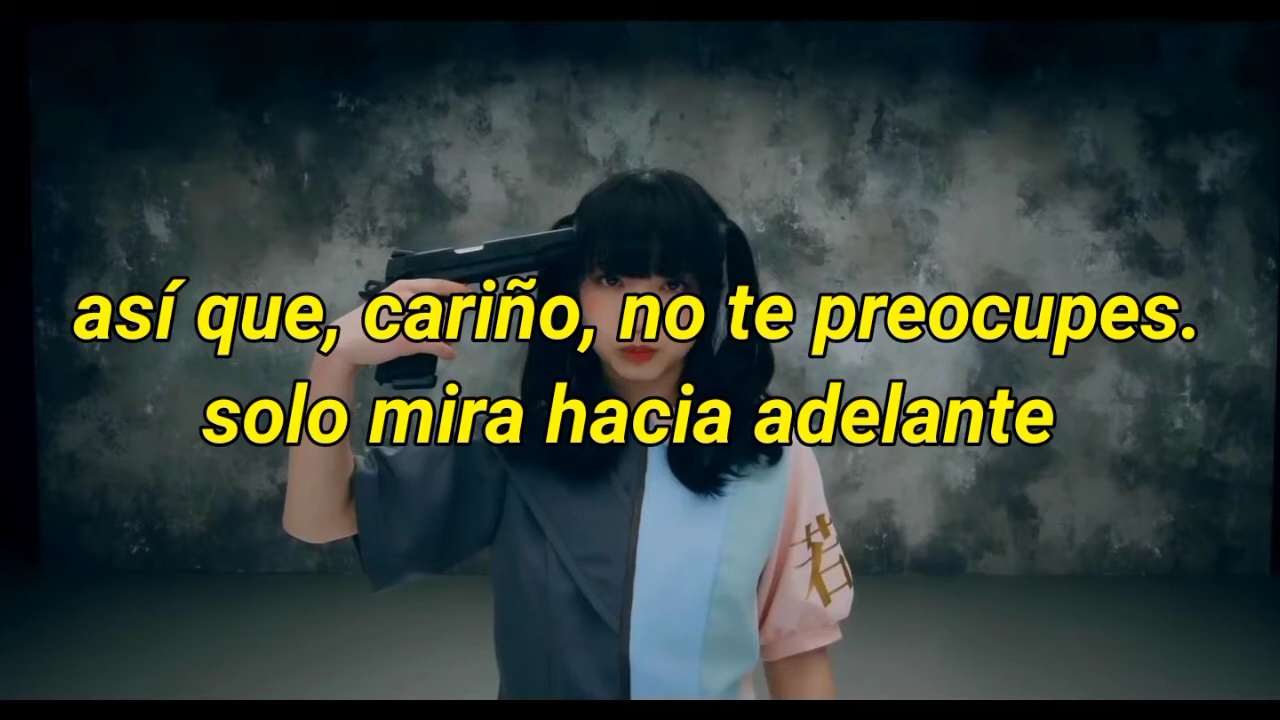 así que, cariño, no te preocupes.
solo mira hacia adelante
若